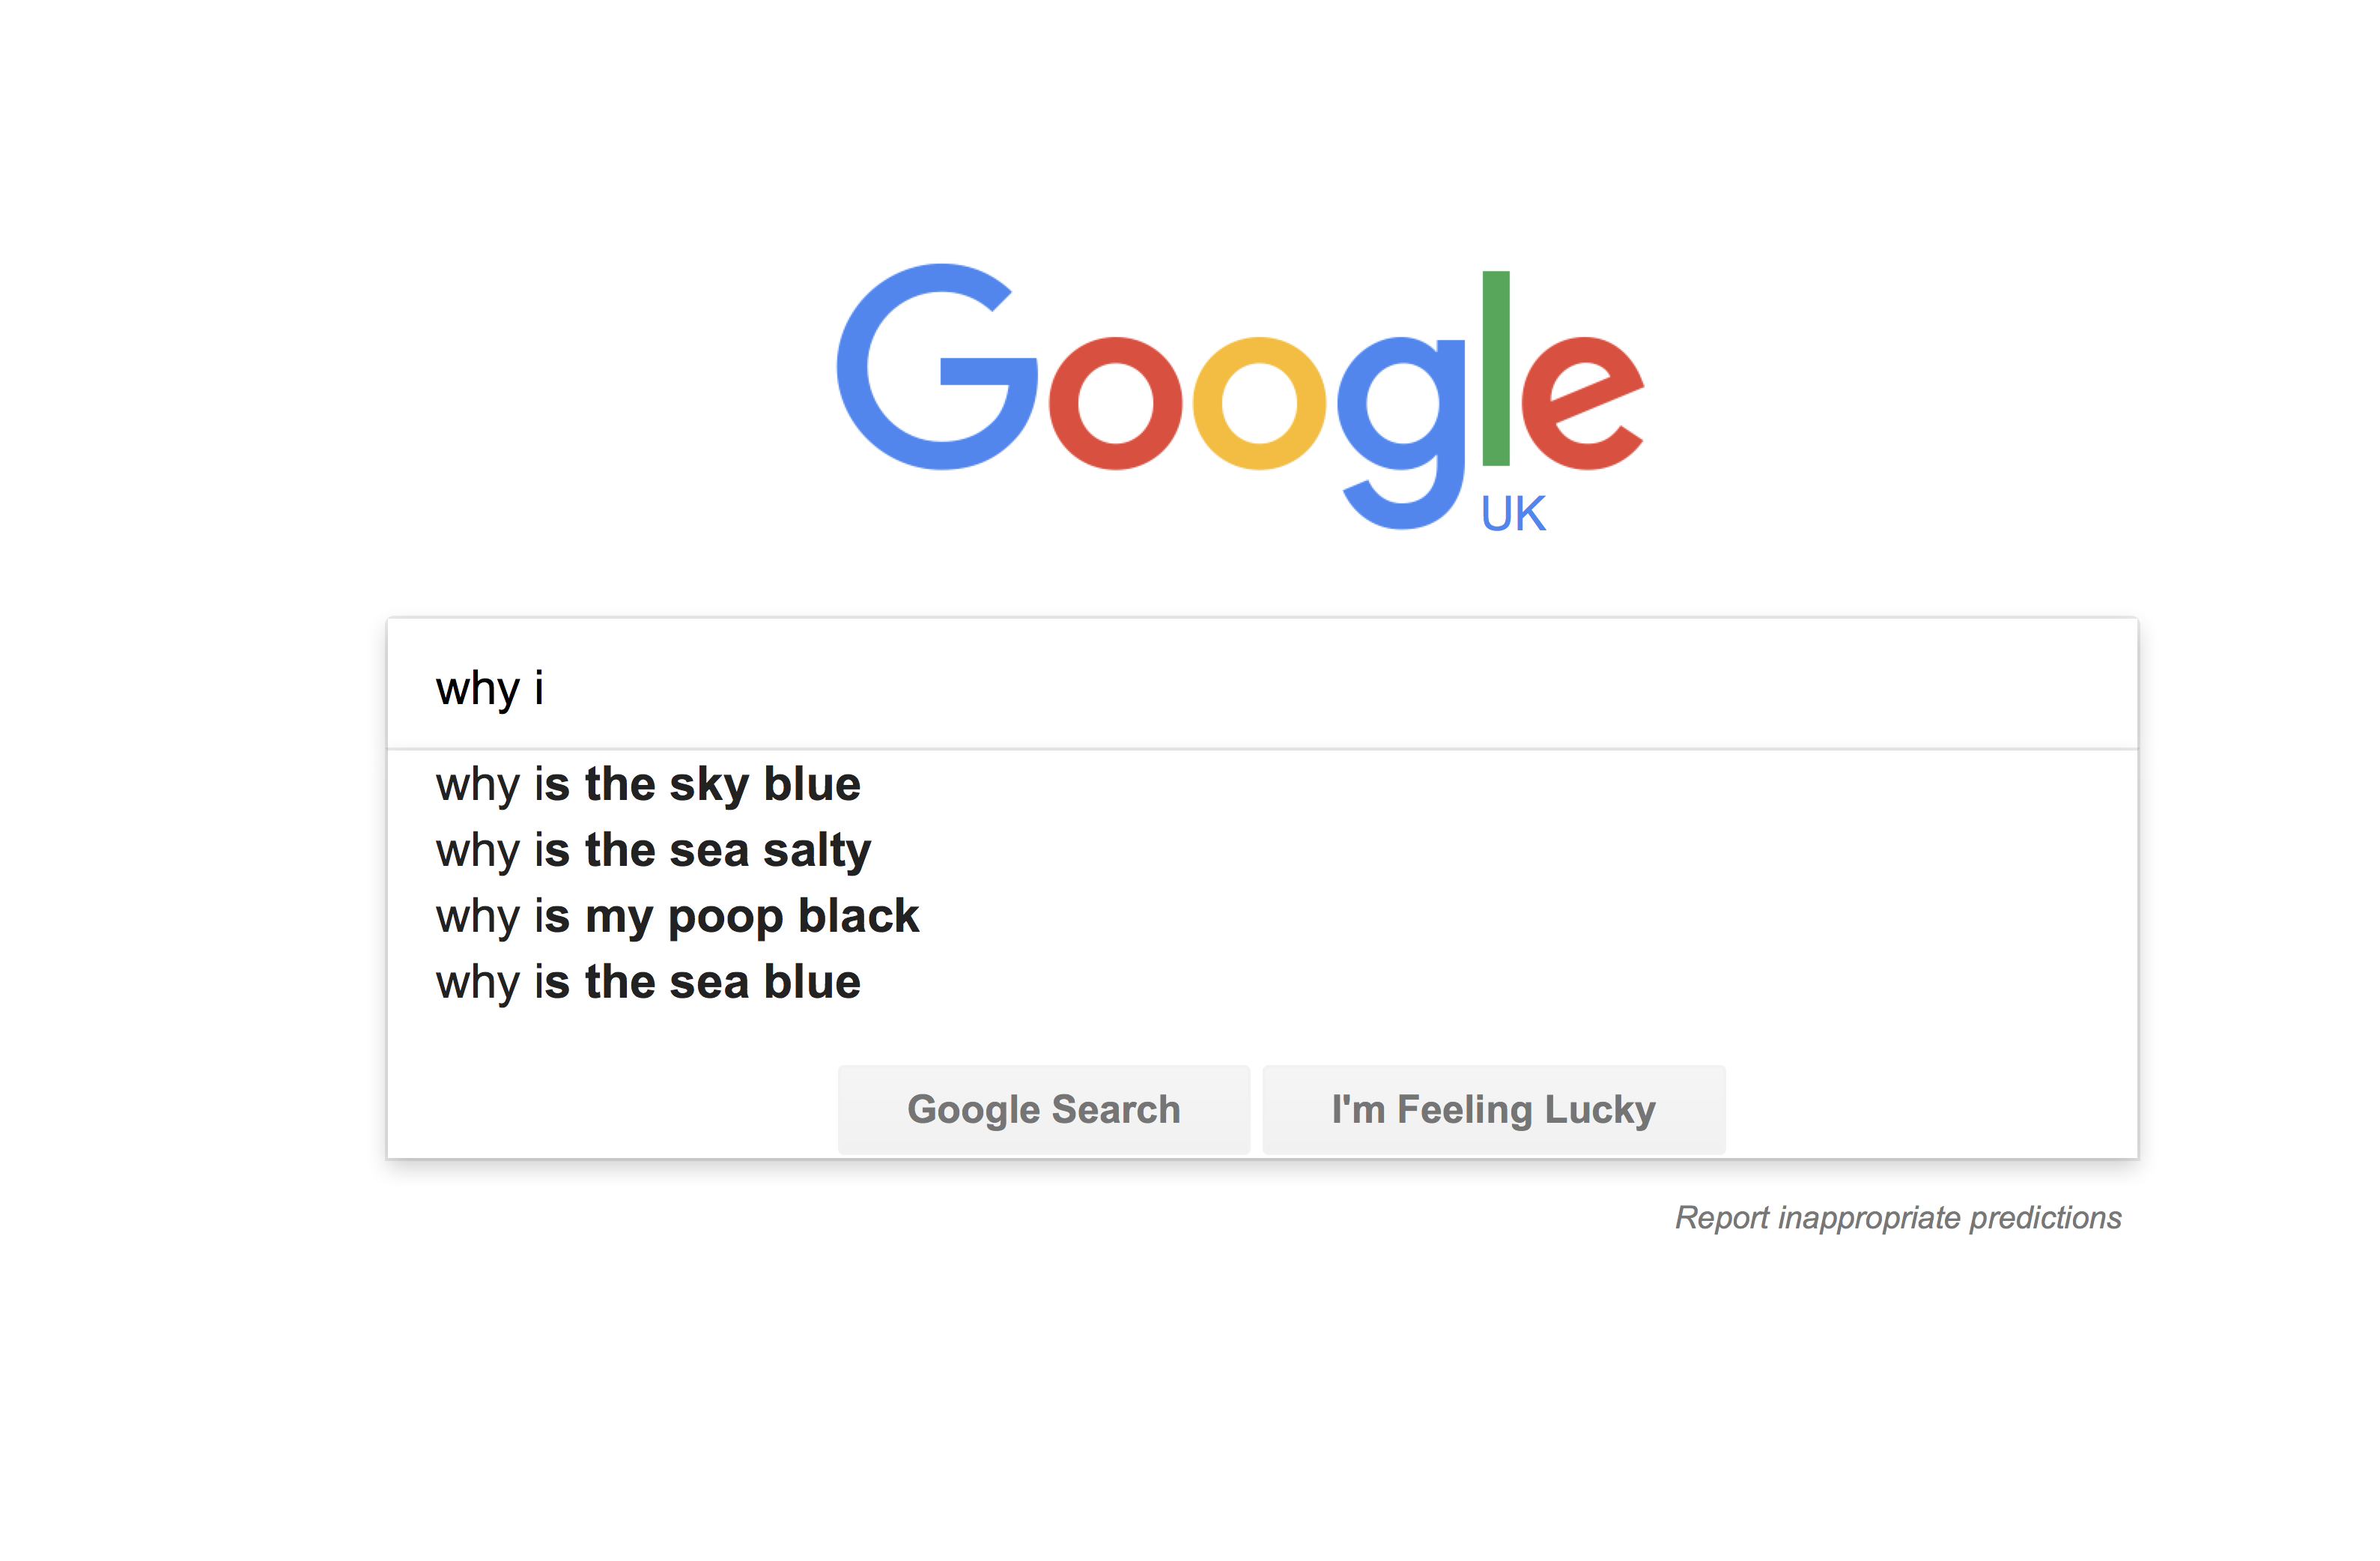 Google
UK
why i
why is the sky blue
why is the sea salty
why is my poop black
why is the sea blue
Google Search I'm Feeling Lucky
Report inappropriate predictions